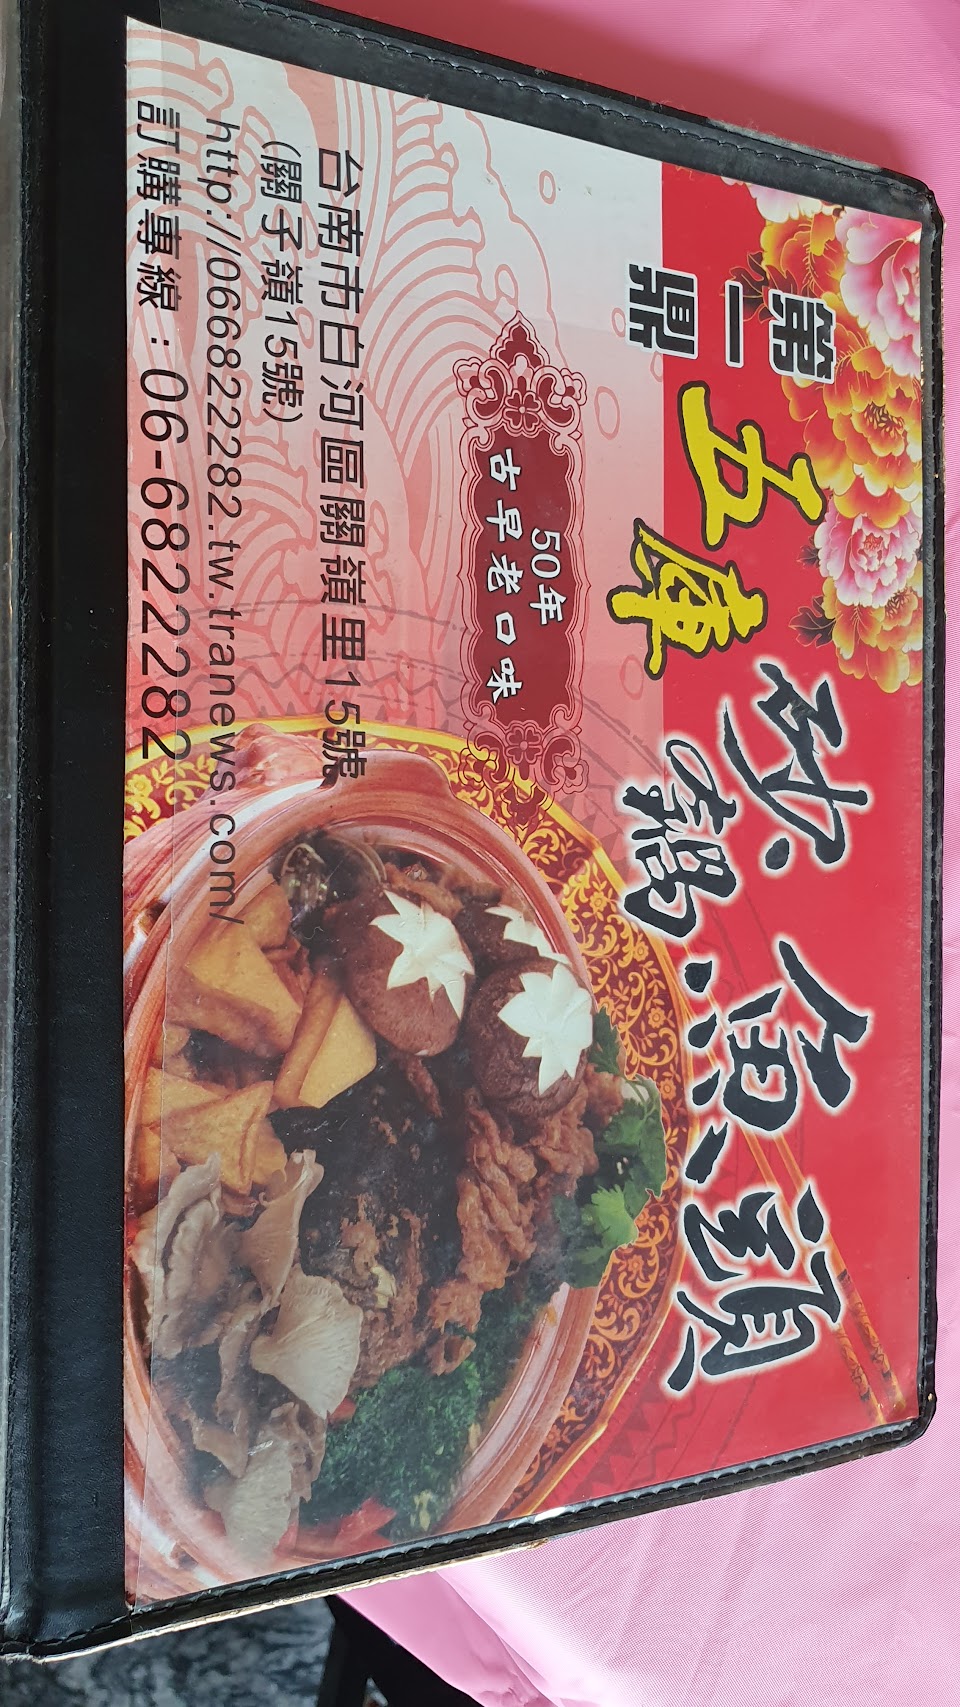 第一鼎
五庫砂鍋魚頭
50年
古早老口味
台南市白河區關嶺里15號
(關子嶺15號)
http://066822282.tw.tranews.com/
訂購專線：06-6822282